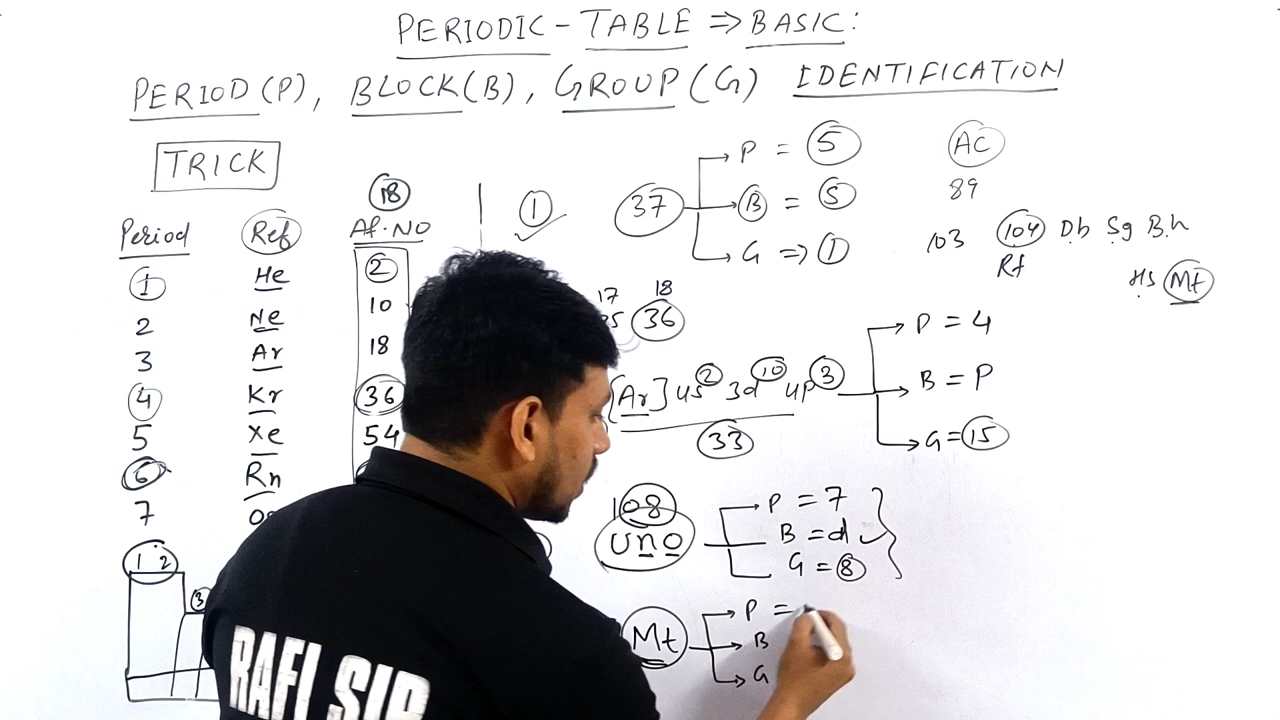 PERIODIC - TABLE ⇒ BASIC:
PERIOD (P), BLOCK (B), GROUP (G) IDENTIFICATION
TRICK
18
Period Ref At.NO
1 He 2
2 Ne 10
3 Ar 18
4 Kr 36
5 Xe 54
6 Rn
7
1 2
3
1
37
P = 5
B = S
G ⇒ 1
17 18
36
AC
89
103 104 Db Sg Bh
Rf
Hs Mt
[Ar] 4s² 3d¹⁰ 4p³
33
P = 4
B = P
G = 15
108
Uno
P = 7
B = d
G = 8
Mt
P =
B
G
RAFI SIR